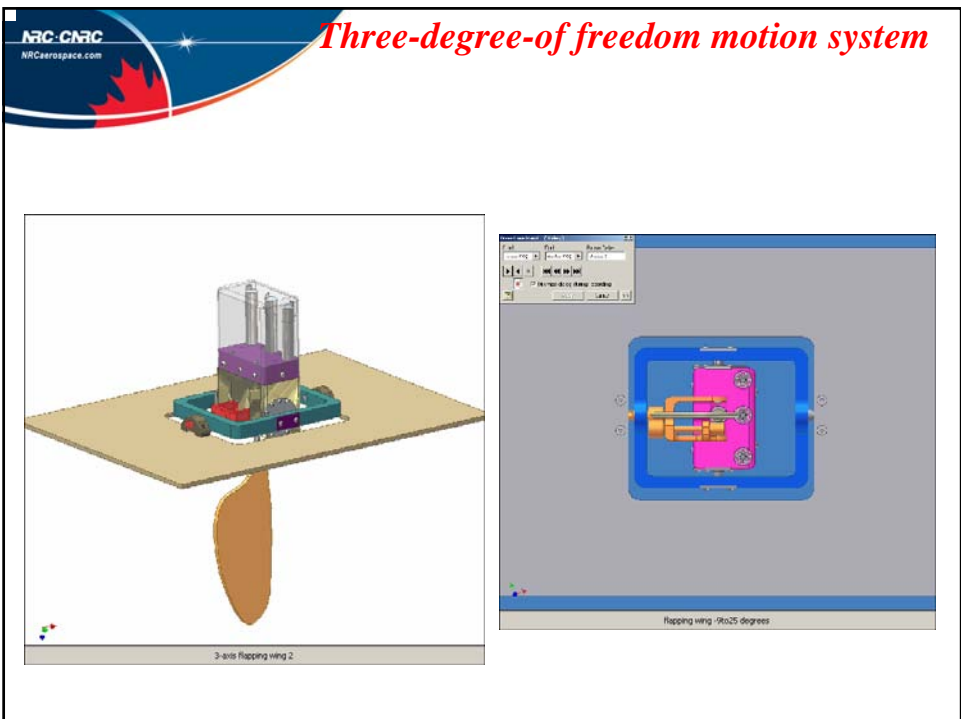 NRC·CNRC
NRCaerospace.com
Three-degree-of freedom motion system
3-axis flapping wing 2
flapping wing -9to25 degrees